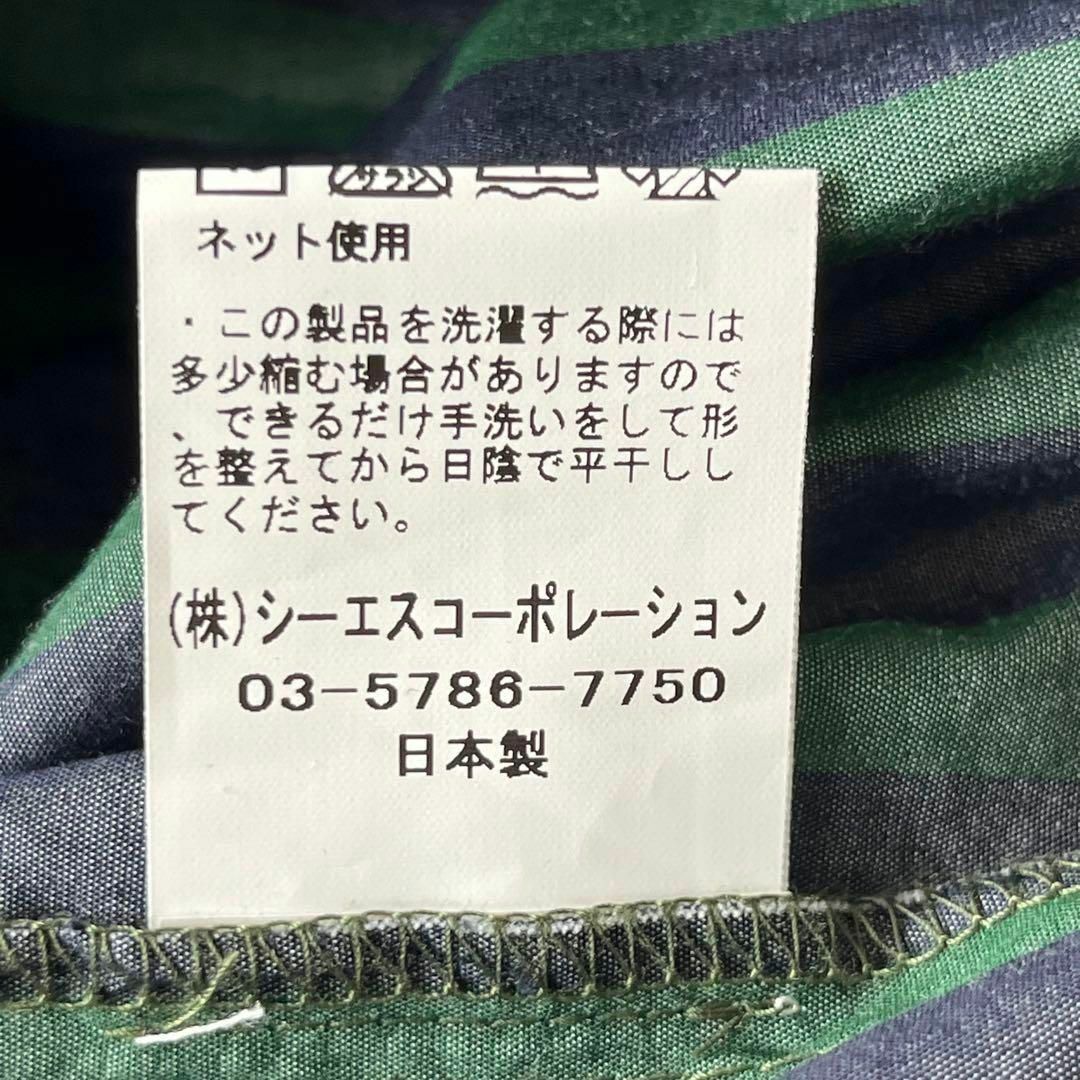 サラシ
ネット使用
・この製品を洗濯する際には
多少縮む場合がありますので
、できるだけ手洗いをして形
を整えてから日陰で平干しし
てください。
(株)シーエスコーポレーション
03-5786-7750
日本製